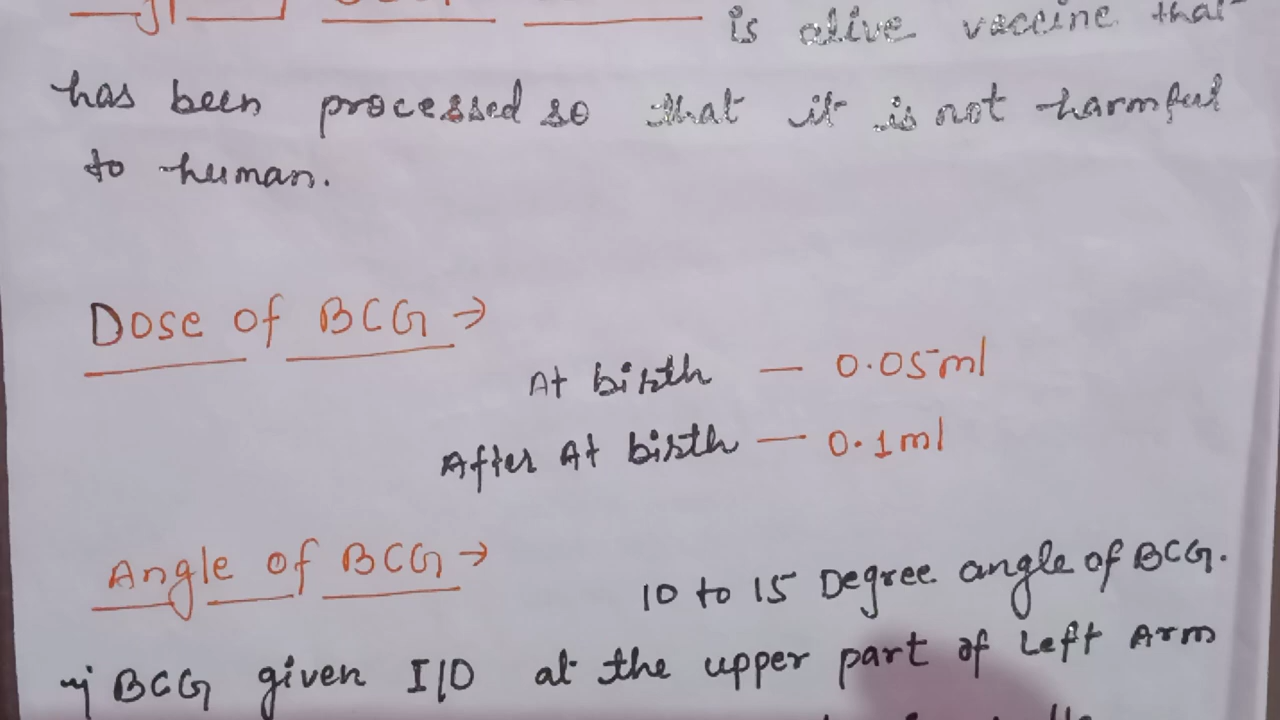 is alive vaccine that
has been processed so that it is not harmful
to human.
Dose of BCG →
At birth — 0.05ml
After At birth — 0.1ml
Angle of BCG →
10 to 15 Degree angle of BCG.
BCG given I/D at the upper part of Left Arm